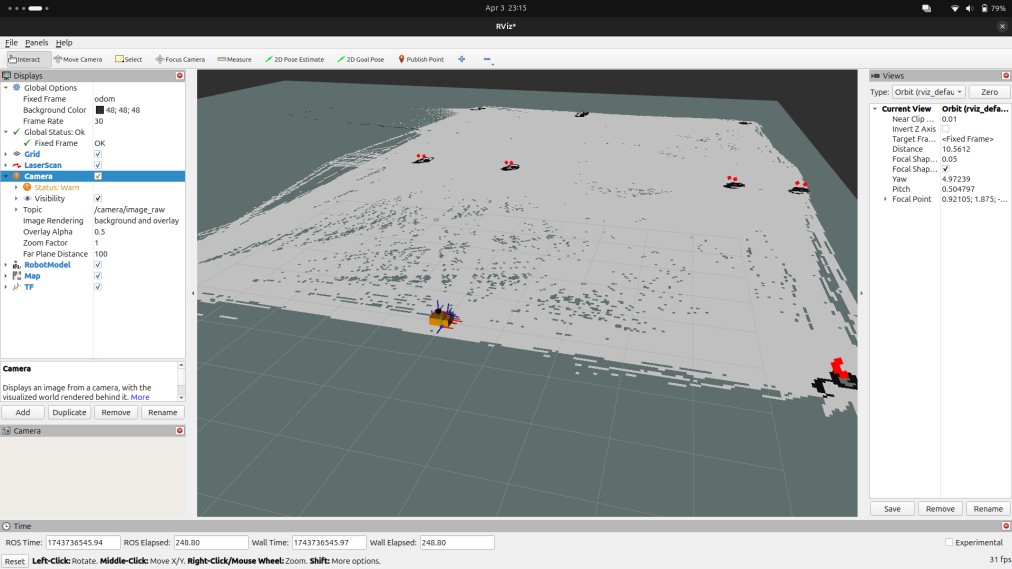 Apr 3 23:15
79%
RViz*
File Panels Help
Interact Move Camera Select Focus Camera Measure 2D Pose Estimate 2D Goal Pose Publish Point
Displays
Global Options
Fixed Frame odom
Background Color 48; 48; 48
Frame Rate 30
Global Status: Ok
Fixed Frame OK
Grid
LaserScan
Camera
Status: Warn
Visibility
Topic /camera/image_raw
Image Rendering background and overlay
Overlay Alpha 0.5
Zoom Factor 1
Far Plane Distance 100
RobotModel
Map
TF
Camera
Displays an image from a camera, with the
visualized world rendered behind it. More
Add Duplicate Remove Rename
Camera
Views
Type: Orbit (rviz_defau Zero
Current View Orbit (rviz_defa...
Near Clip ... 0.01
Invert Z Axis
Target Fra... <Fixed Frame>
Distance 10.5612
Focal Shap... 0.05
Focal Shap...
Yaw 4.97239
Pitch 0.504797
Focal Point 0.92105; 1.875; -...
Save Remove Rename
Time
ROS Time: 1743736545.94 ROS Elapsed: 248.80 Wall Time: 1743736545.97 Wall Elapsed: 248.80 Experimental
Reset Left-Click: Rotate. Middle-Click: Move X/Y. Right-Click/Mouse Wheel: Zoom. Shift: More options. 31 fps